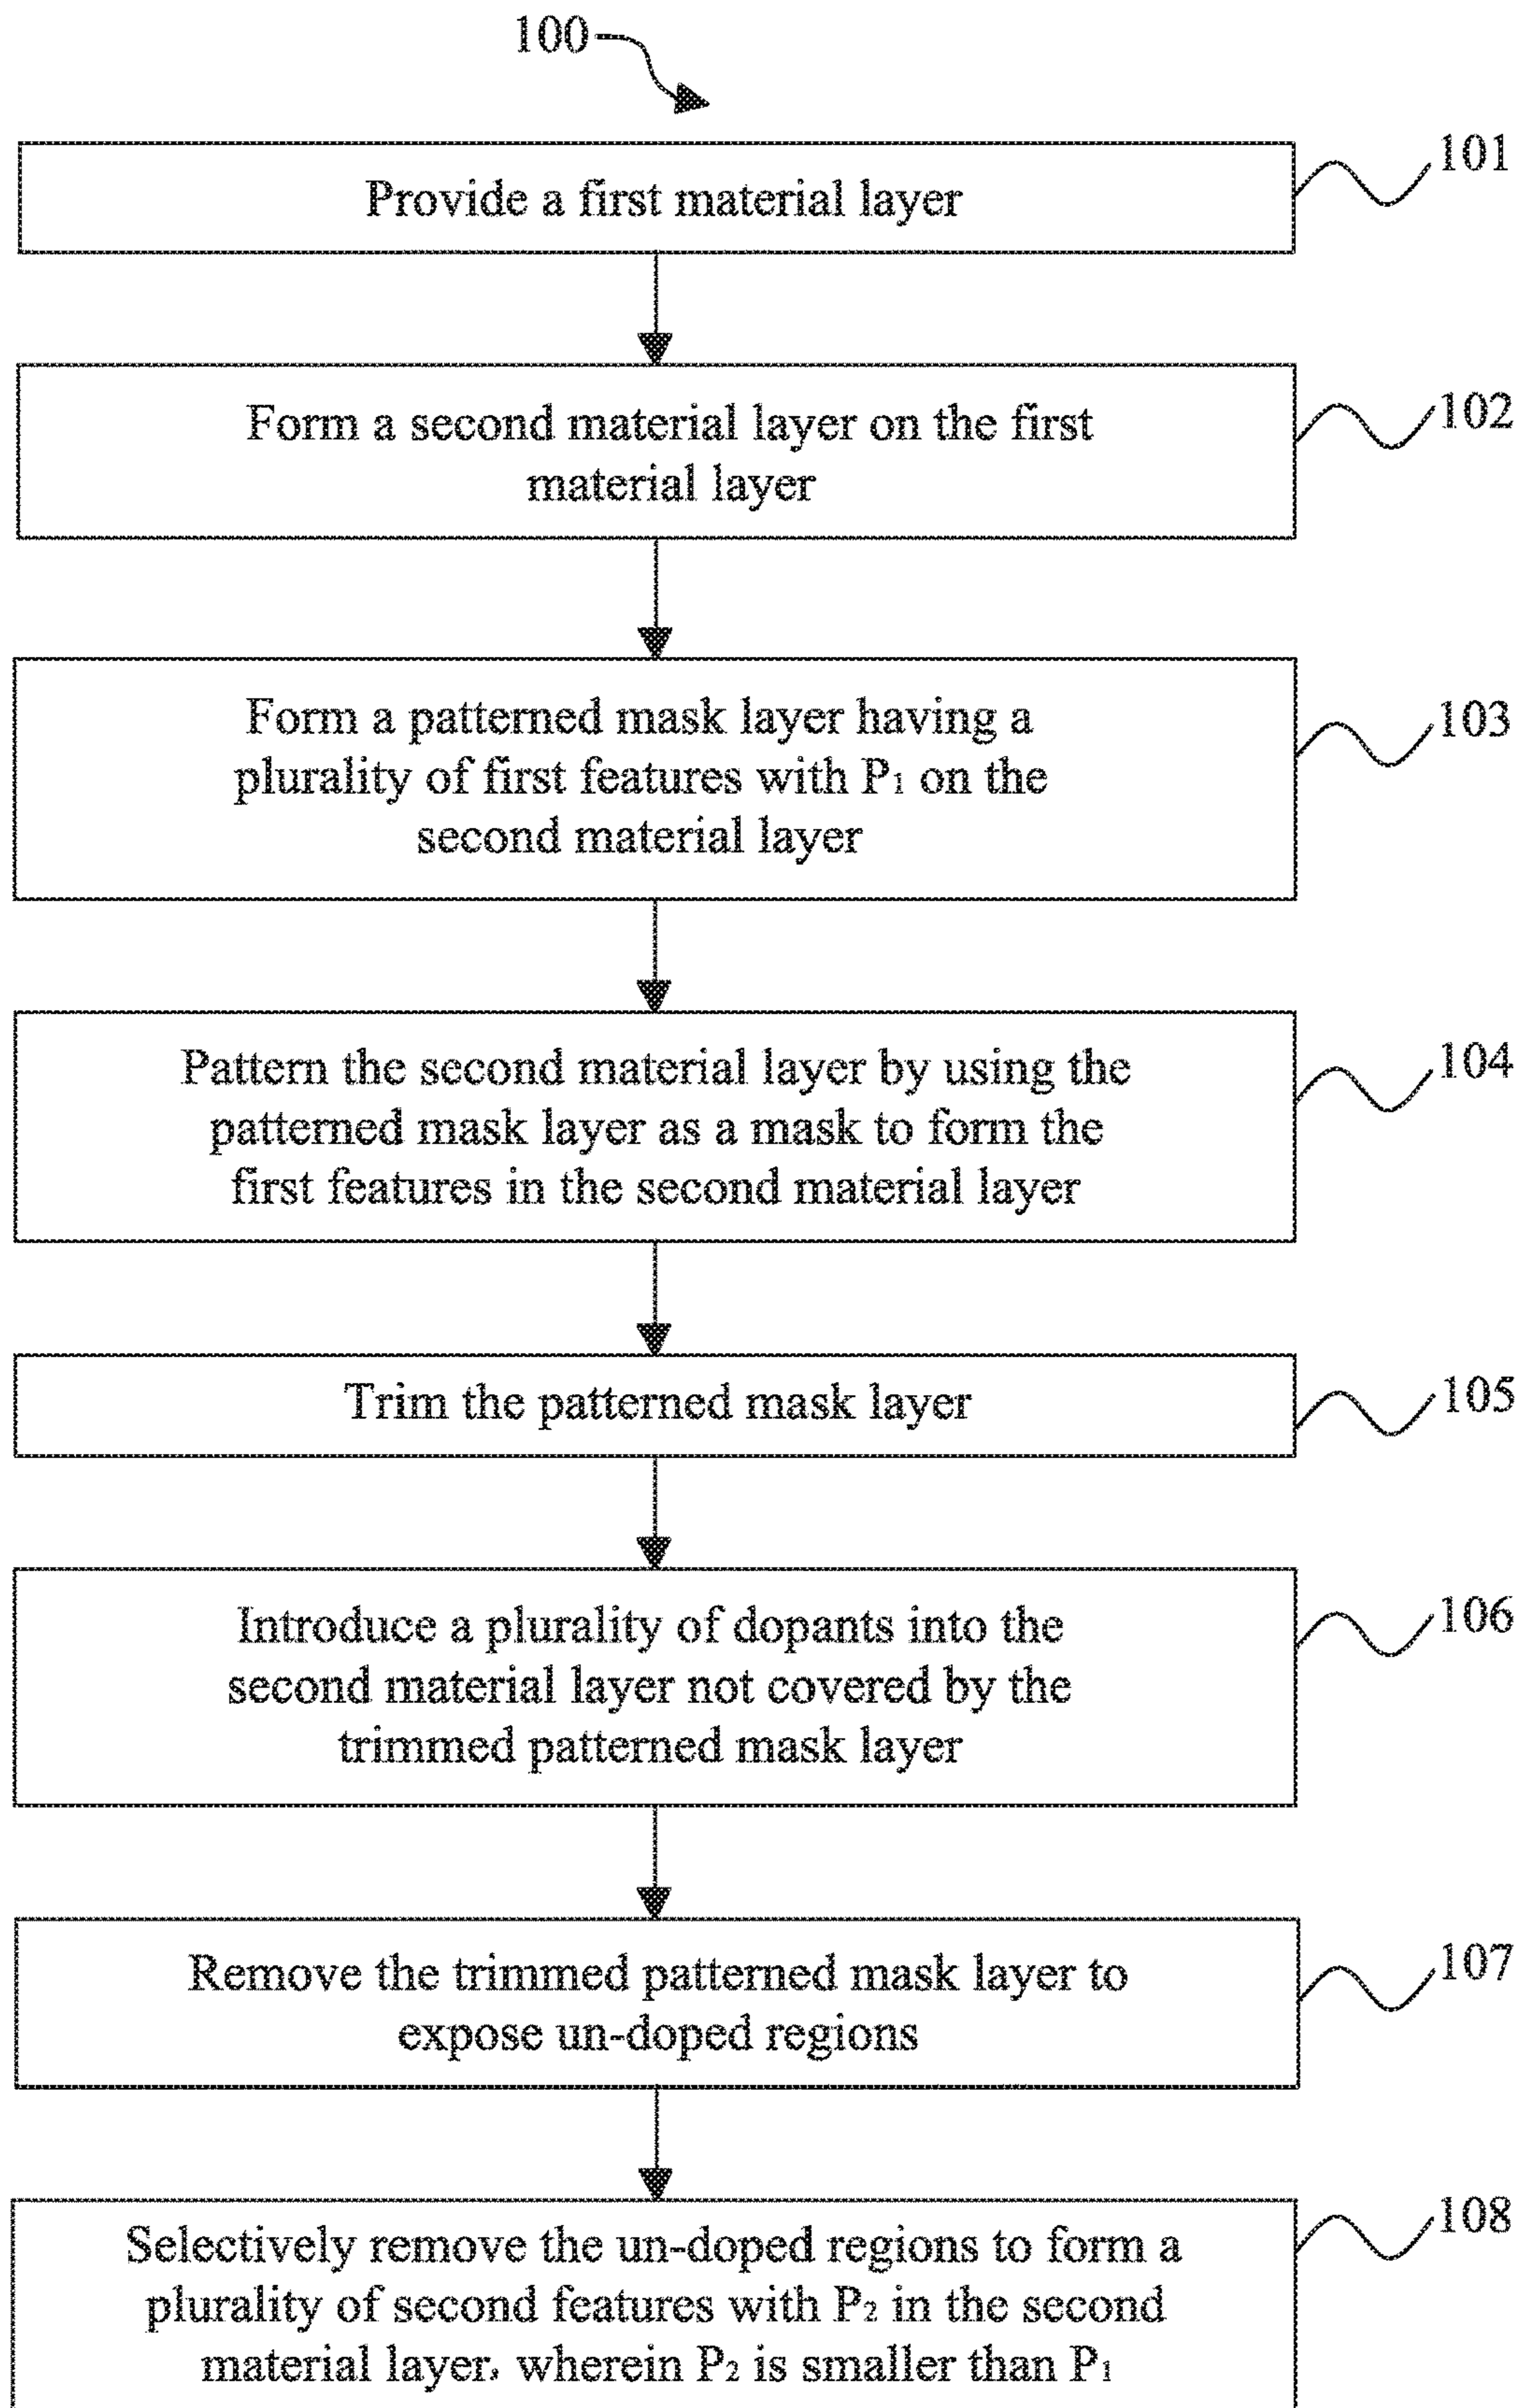 100
Provide a first material layer
101
Form a second material layer on the first
material layer
102
Form a patterned mask layer having a
plurality of first features with P₁ on the
second material layer
103
Pattern the second material layer by using the
patterned mask layer as a mask to form the
first features in the second material layer
104
Trim the patterned mask layer
105
Introduce a plurality of dopants into the
second material layer not covered by the
trimmed patterned mask layer
106
Remove the trimmed patterned mask layer to
expose un-doped regions
107
Selectively remove the un-doped regions to form a
plurality of second features with P₂ in the second
material layer, wherein P₂ is smaller than P₁
108